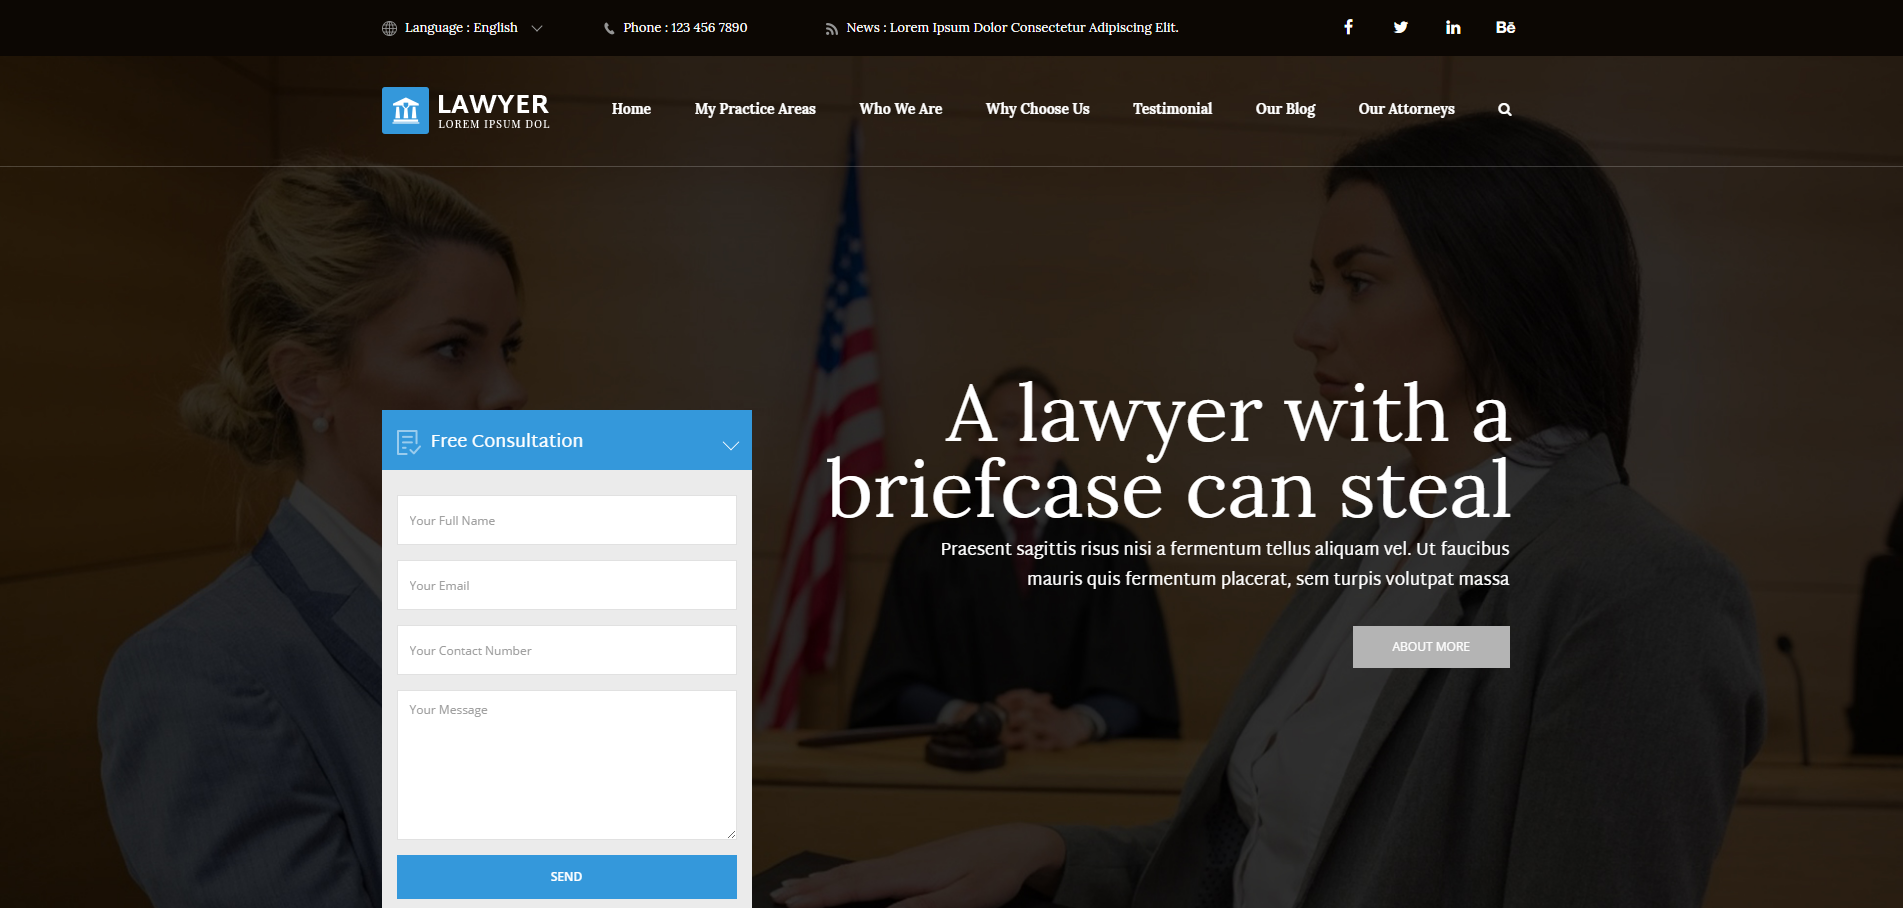 Language : English
Phone : 123 456 7890
News : Lorem Ipsum Dolor Consectetur Adipiscing Elit.
Bē
LAWYER
LOREM IPSUM DOL
Home
My Practice Areas
Who We Are
Why Choose Us
Testimonial
Our Blog
Our Attorneys
Free Consultation
Your Full Name
Your Email
Your Contact Number
Your Message
SEND
A lawyer with a
briefcase can steal
Praesent sagittis risus nisi a fermentum tellus aliquam vel. Ut faucibus
mauris quis fermentum placerat, sem turpis volutpat massa
ABOUT MORE